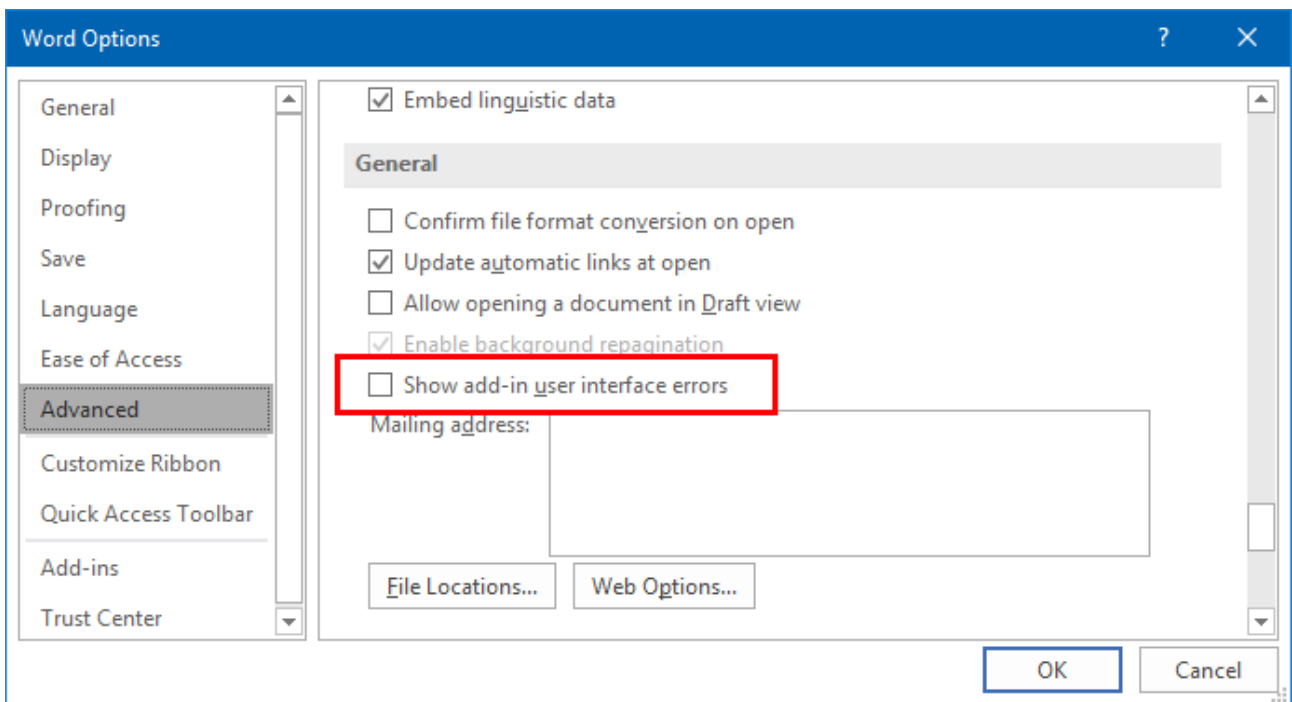 Word Options
General
Display
Proofing
Save
Language
Ease of Access
Advanced
Customize Ribbon
Quick Access Toolbar
Add-ins
Trust Center
Embed linguistic data
General
Confirm file format conversion on open
Update automatic links at open
Allow opening a document in Draft view
Enable background repagination
Show add-in user interface errors
Mailing address:
File Locations... Web Options...
OK Cancel